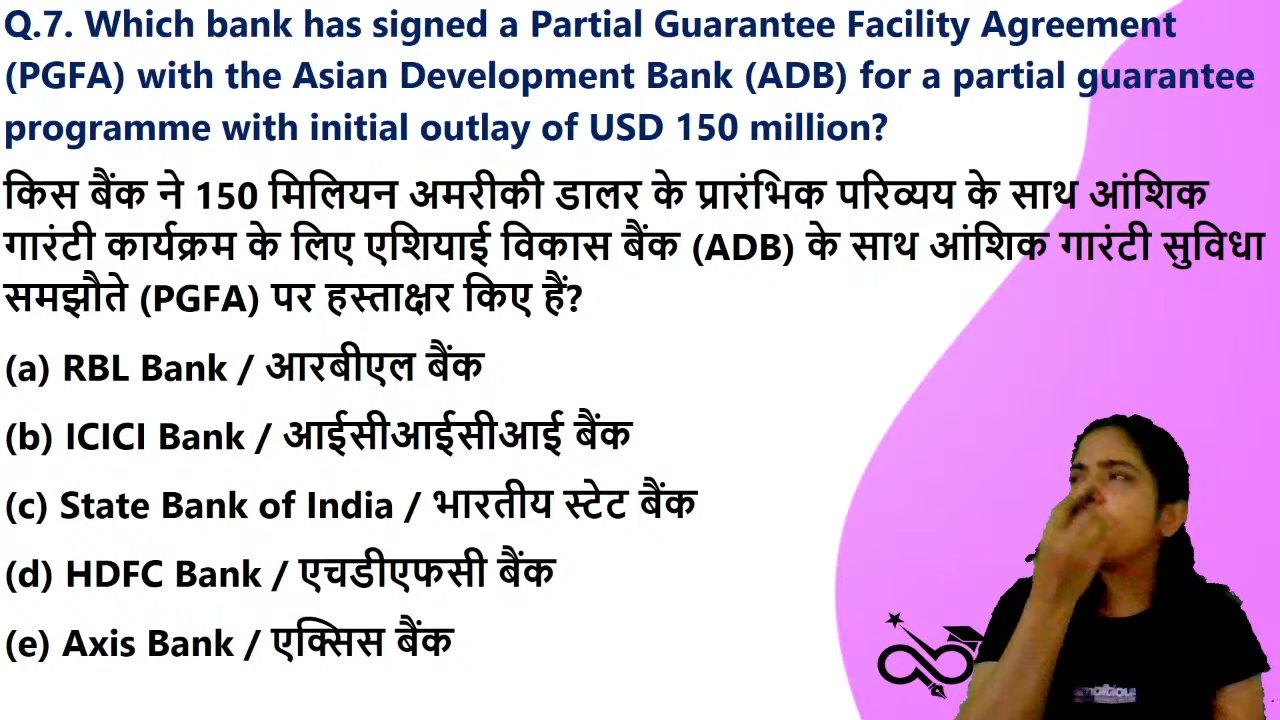 Q.7. Which bank has signed a Partial Guarantee Facility Agreement
(PGFA) with the Asian Development Bank (ADB) for a partial guarantee
programme with initial outlay of USD 150 million?
किस बैंक ने 150 मिलियन अमरीकी डालर के प्रारंभिक परिव्यय के साथ आंशिक
गारंटी कार्यक्रम के लिए एशियाई विकास बैंक (ADB) के साथ आंशिक गारंटी सुविधा
समझौते (PGFA) पर हस्ताक्षर किए हैं?
(a) RBL Bank / आरबीएल बैंक
(b) ICICI Bank / आईसीआईसीआई बैंक
(c) State Bank of India / भारतीय स्टेट बैंक
(d) HDFC Bank / एचडीएफसी बैंक
(e) Axis Bank / एक्सिस बैंक